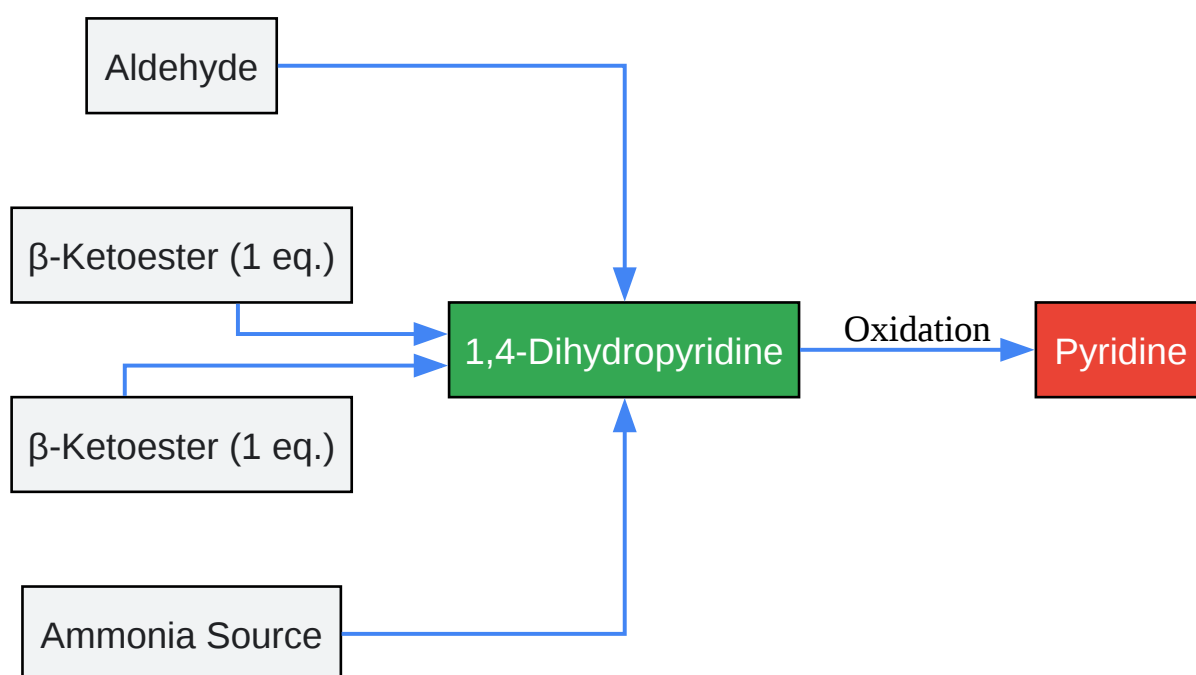 Aldehyde
β-Ketoester (1 eq.)
β-Ketoester (1 eq.)
Ammonia Source
1,4-Dihydropyridine
Oxidation
Pyridine